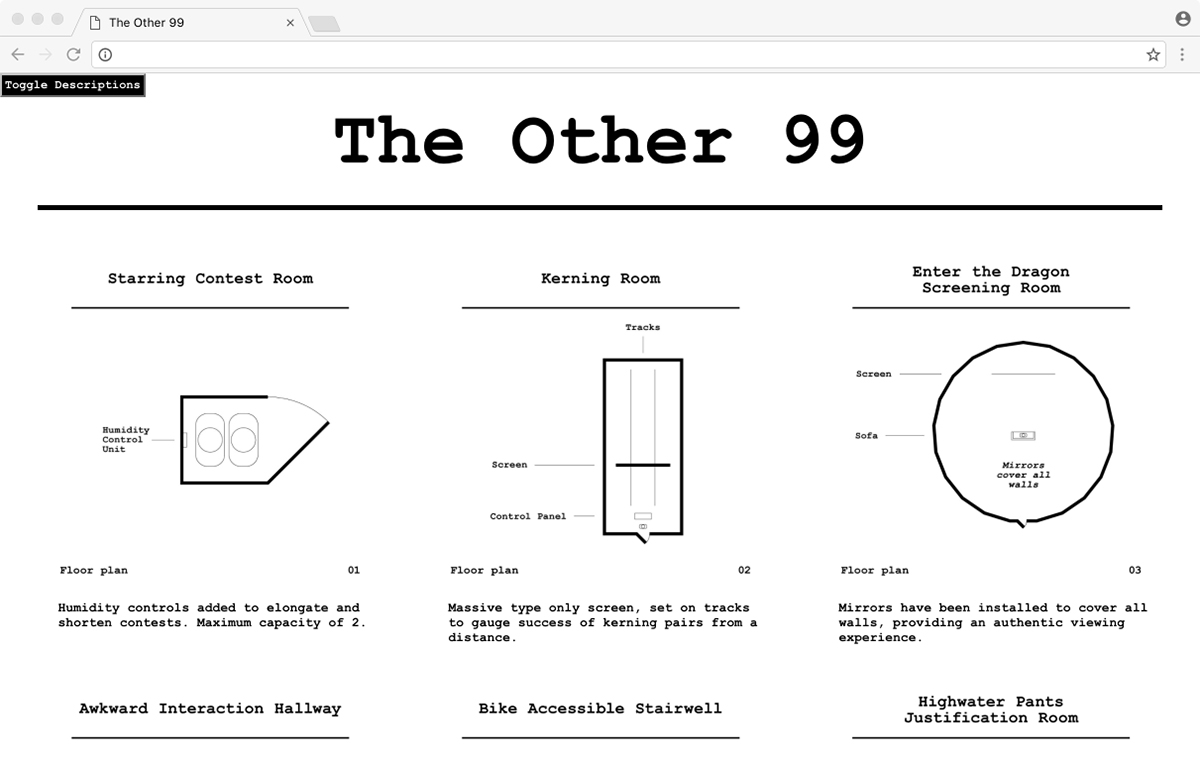 The Other 99
Toggle Descriptions
The Other 99
Starring Contest Room
Humidity
Control
Unit
Floor plan
01
Humidity controls added to elongate and
shorten contests. Maximum capacity of 2.
Kerning Room
Tracks
Screen
Control Panel
Floor plan
02
Massive type only screen, set on tracks
to gauge success of kerning pairs from a
distance.
Enter the Dragon
Screening Room
Screen
Sofa
Mirrors
cover all
walls
Floor plan
03
Mirrors have been installed to cover all
walls, providing an authentic viewing
experience.
Awkward Interaction Hallway
Bike Accessible Stairwell
Highwater Pants
Justification Room